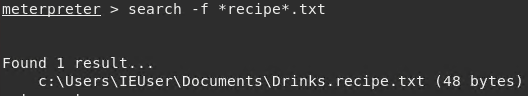 meterpreter > search -f *recipe*.txt
Found 1 result...
c:\Users\IEUser\Documents\Drinks.recipe.txt (48 bytes)